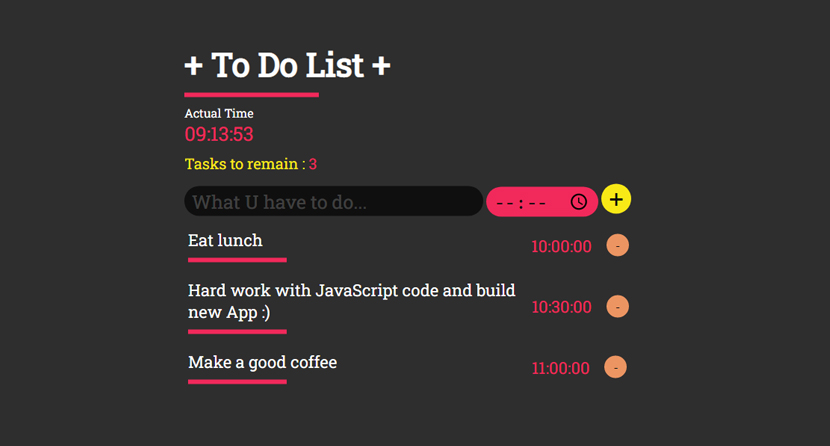 + To Do List +
Actual Time
09:13:53
Tasks to remain : 3
What U have to do... --:-- +
Eat lunch 10:00:00 -
Hard work with JavaScript code and build
new App :) 10:30:00 -
Make a good coffee 11:00:00 -